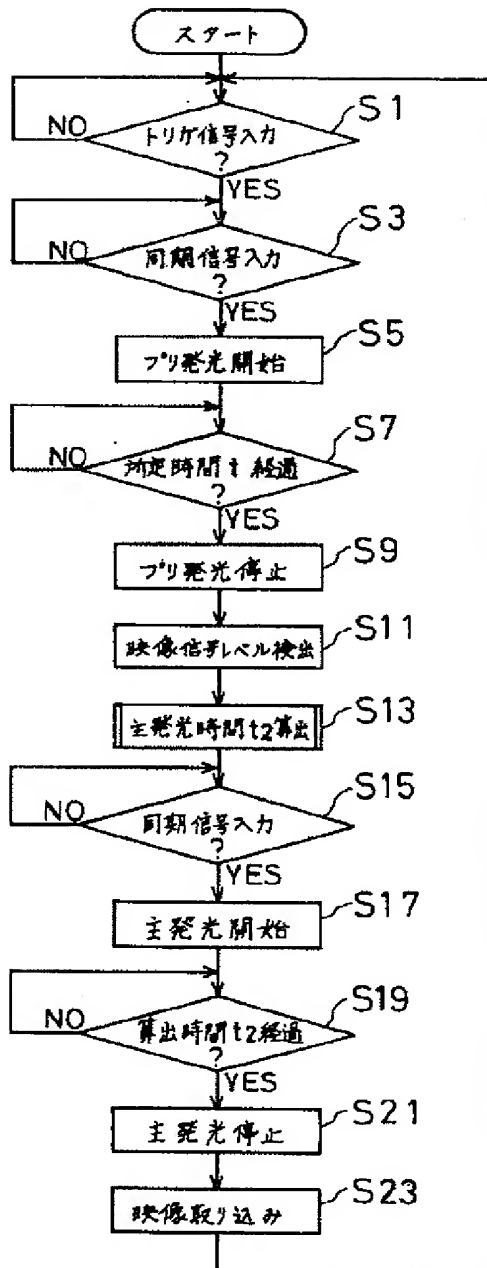 スタート
トリガ信号入力
?
S1
NO
YES
同期信号入力
?
S3
NO
YES
プリ発光開始
S5
所定時間t経過
?
S7
NO
YES
プリ発光停止
S9
映像信号レベル検出
S11
主発光時間t2算出
S13
同期信号入力
?
S15
NO
YES
主発光開始
S17
算出時間t2経過
?
S19
NO
YES
主発光停止
S21
映像取り込み
S23